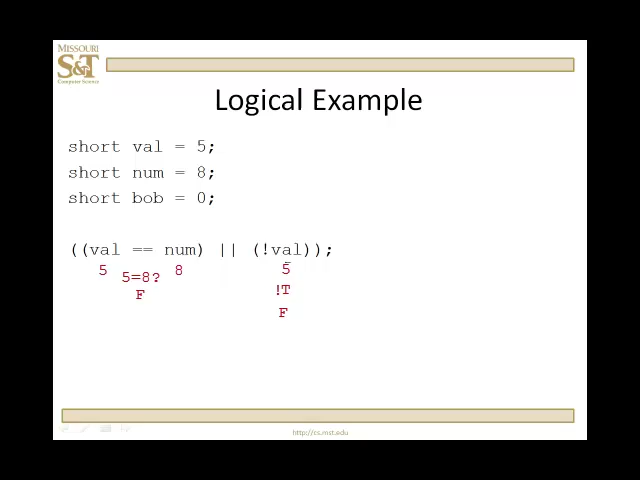 MISSOURI
S&T
Computer Science
Logical Example
short val = 5;
short num = 8;
short bob = 0;
((val == num) || (!val));
5 5=8? 8 5
F !T
F
http://cs.mst.edu